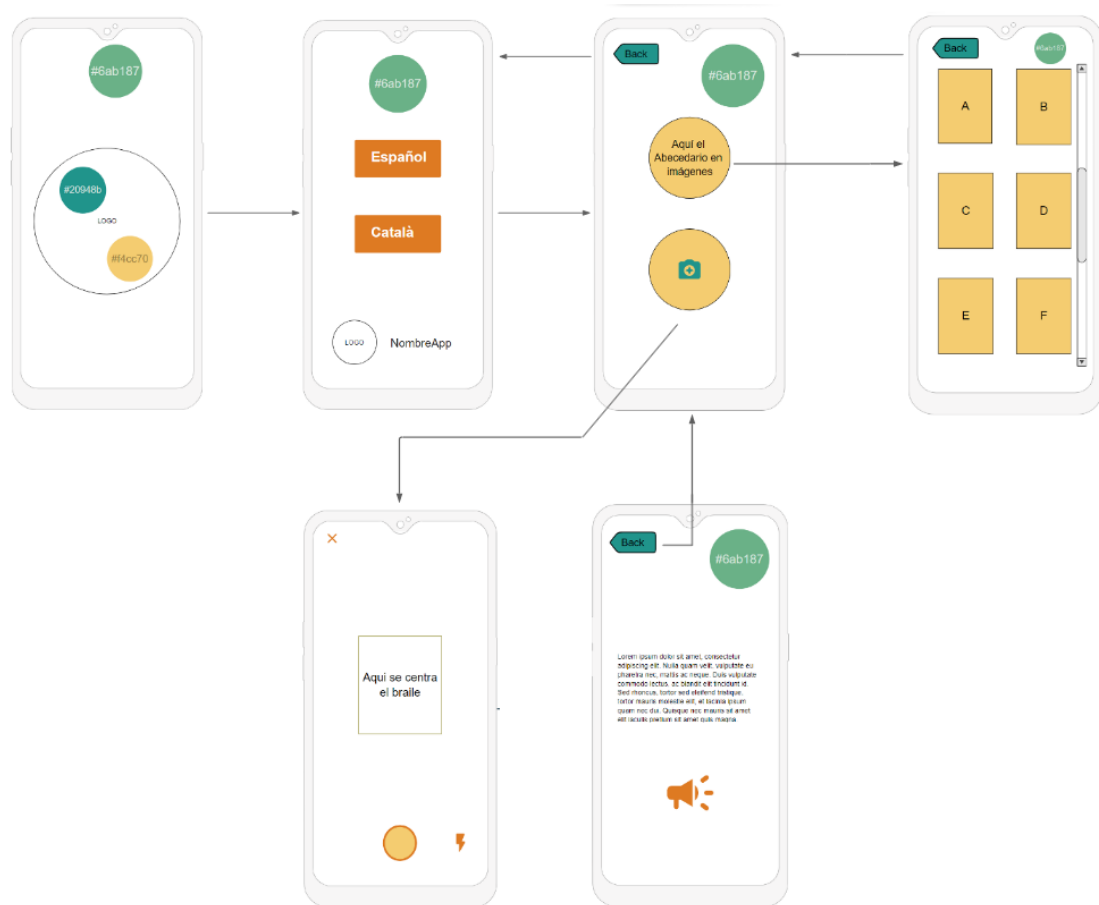 #6ab187
#20948b
LOGO
#f4cc70
#6ab187
Español
Català
LOGO
NombreApp
Back
#6ab187
Aquí el
Abecedario en
imágenes
Back
#6ab187
A
B
C
D
E
F
Aqui se centra
el braile
Back
#6ab187
Lorem ipsum dolor sit amet, consectetur
adipiscing elit. Nulla quam velit, vulputate eu
pharetra nec, mattis ac neque. Duis vulputate
commodo lectus, ac blandit elit tincidunt id.
Sed rhoncus, tortor sed eleifend tristique,
tortor mauris molestie elit, et lacinia ipsum
quam nec dui. Quisque nec mauris sit amet
elit iaculis pretium sit amet quis magna.